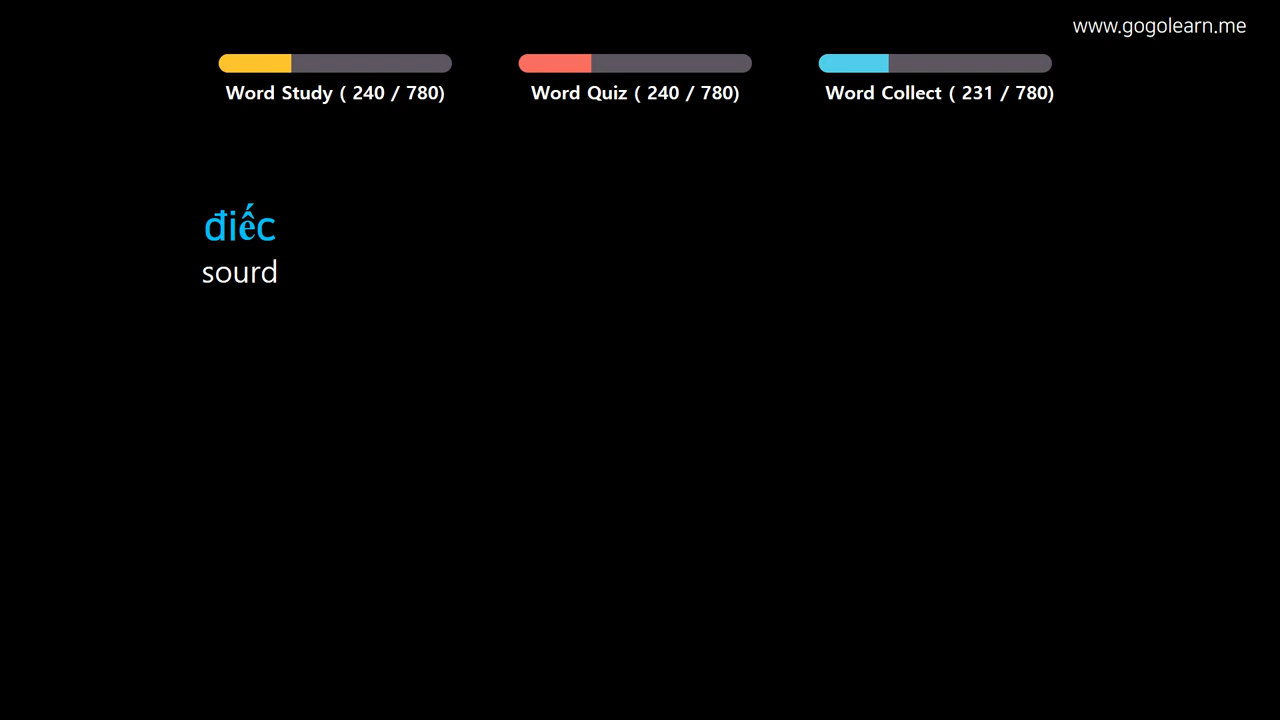 www.gogolearn.me
Word Study ( 240 / 780)
Word Quiz ( 240 / 780)
Word Collect ( 231 / 780)
điếc
sourd